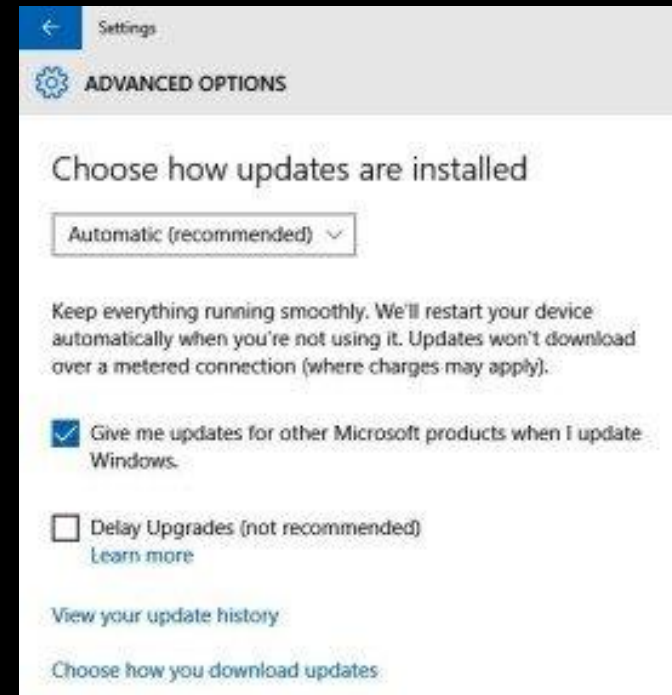 Settings
ADVANCED OPTIONS
Choose how updates are installed
Automatic (recommended)
Keep everything running smoothly. We'll restart your device
automatically when you're not using it. Updates won't download
over a metered connection (where charges may apply).
Give me updates for other Microsoft products when I update
Windows.
Delay Upgrades (not recommended)
Learn more
View your update history
Choose how you download updates